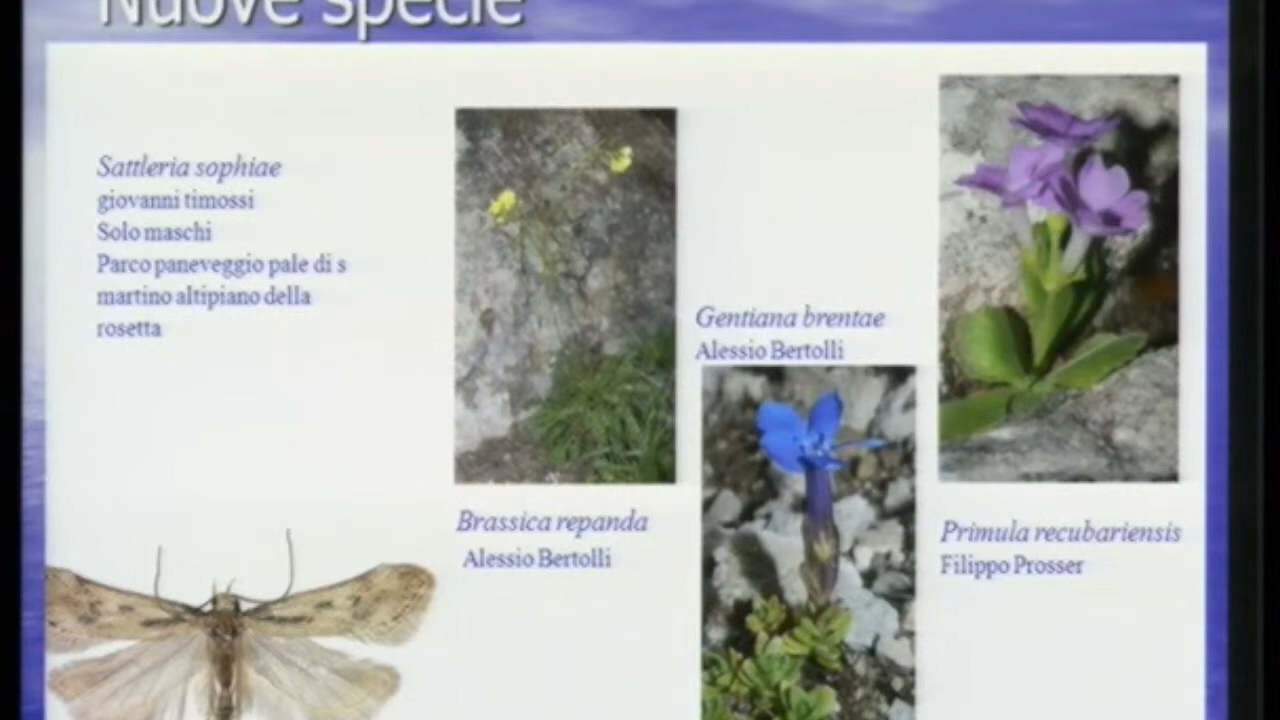 Nuove specie
Sattleria sophiae
giovanni timossi
Solo maschi
Parco paneveggio pale di s
martino altipiano della
rosetta
Gentiana brentae
Alessio Bertolli
Brassica repanda
Alessio Bertolli
Primula recubariensis
Filippo Prosser